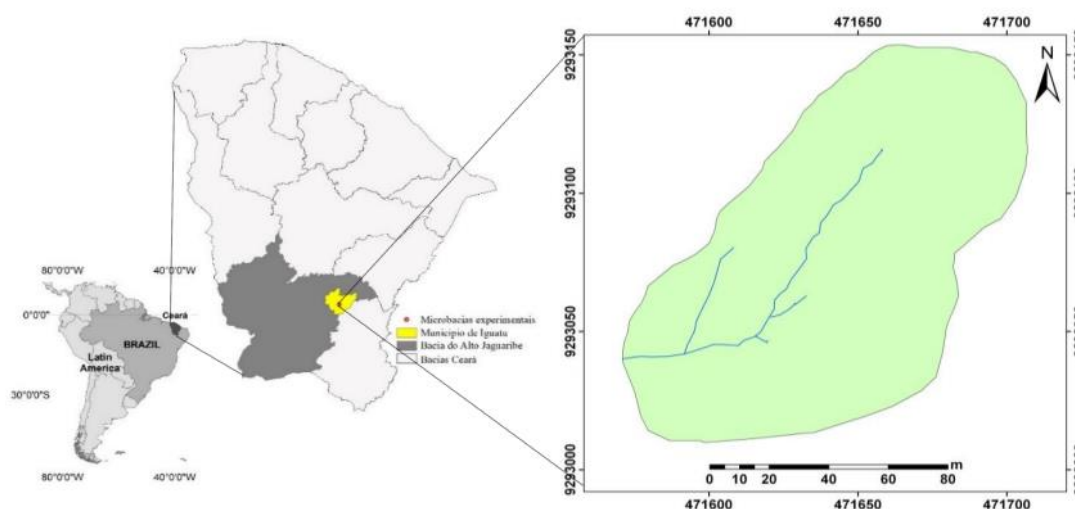 80°0'0"W
40°0'0"W
0°0'0"
30°0'0"S
80°0'0"W
40°0'0"W
Ceará
BRAZIL
Latin
America
Microbacias experimentais
Município de Iguatu
Bacia do Alto Jaguaribe
Bacias Ceará
471600
471650
471700
9293150
9293100
9293050
9293000
N
m
0 5 10 20 40 60 80
471600
471650
471700